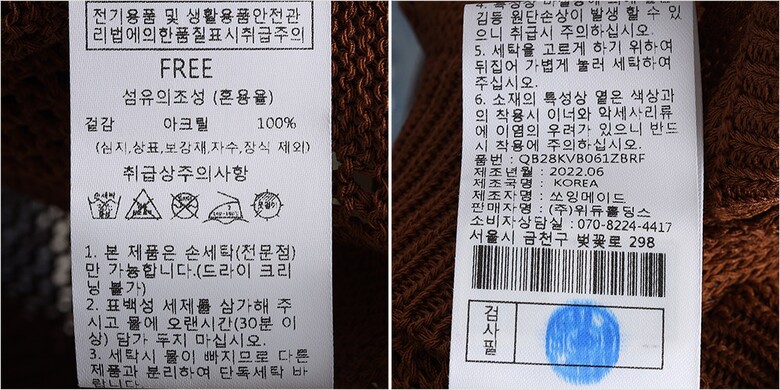 전기용품 및 생활용품안전관
리법에의한품질표시취급주의
FREE
섬유의조성 (혼용율)
겉감 아크릴 100%
(심지,상표,보강재,자수,장식 제외)
취급상주의사항
1. 본 제품은 손세탁(전문점)
만 가능합니다.(드라이 크리
닝 불가)
2. 표백성 세제를 삼가해 주
시고 물에 오랜시간(30분 이
상) 담가 두지 마십시오.
3. 세탁시 물이 빠지므로 다른
제품과 분리하여 단독세탁 바
랍니다.
김동 원단손상이 발생 할 수 있
으니 취급시 주의하십시오.
5. 세탁을 고르게 하기 위하여
뒤집어 가볍게 눌러 세탁하여
주십시오.
6. 소재의 특성상 옅은 색상과
의 착용시 이너와 악세사리류
에 이염의 우려가 있으니 반드
시 착용에 주의하십시오.
품번 : QB28KVB061ZBRF
제조년월 : 2022.06
제조국명 : KOREA
제조자명 : 쏘잉메이드
판매자명 : (주)위듀홀딩스
소비자상담실 : 070-8224-4417
서울시 금천구 벚꽃로 298
검사필